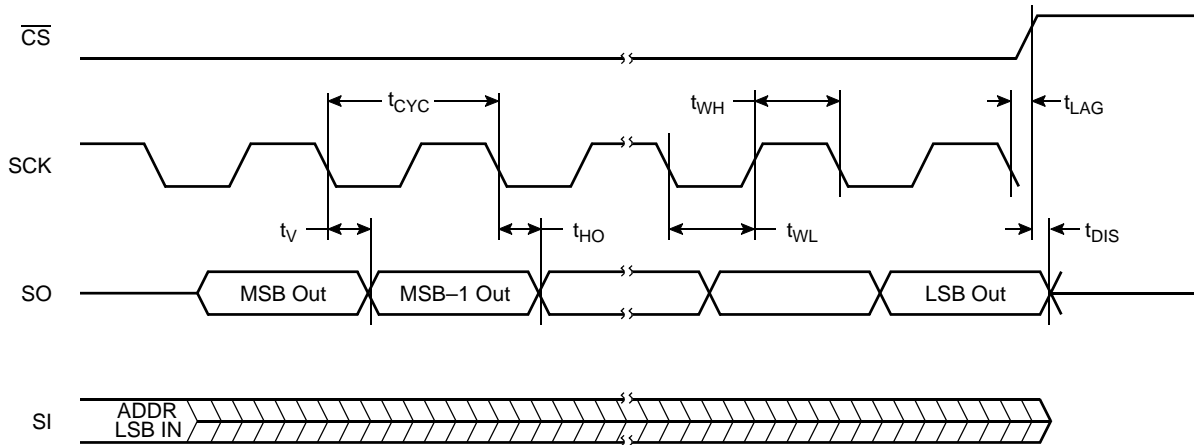 CS
tCYC
tWH
tLAG
SCK
tV
tHO
tWL
tDIS
SO
MSB Out
MSB–1 Out
LSB Out
SI
ADDR
LSB IN